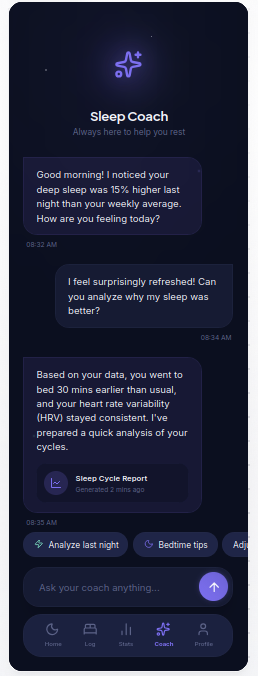 Sleep Coach
Always here to help you rest
Good morning! I noticed your
deep sleep was 15% higher last
night than your weekly average.
How are you feeling today?
08:32 AM
I feel surprisingly refreshed! Can
you analyze why my sleep was
better?
08:34 AM
Based on your data, you went to
bed 30 mins earlier than usual,
and your heart rate variability
(HRV) stayed consistent. I've
prepared a quick analysis of your
cycles.
Sleep Cycle Report
Generated 2 mins ago
08:35 AM
Analyze last night
Bedtime tips
Adju
Ask your coach anything...
Home
Log
Stats
Coach
Profile